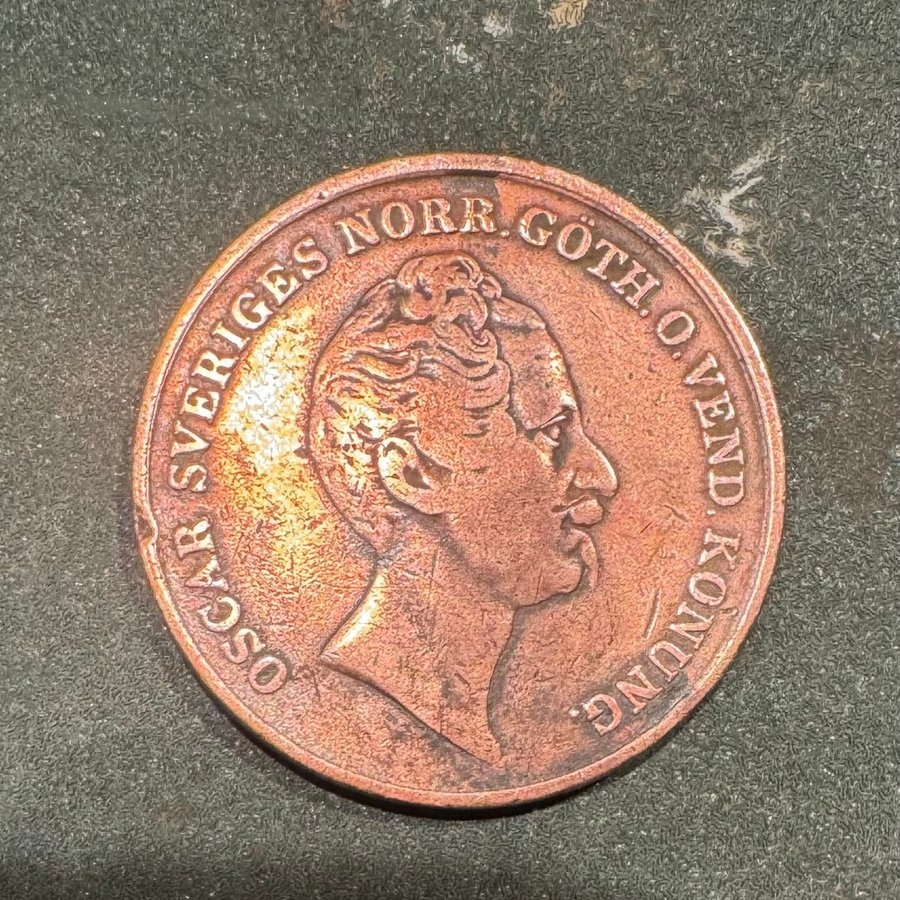 OSCAR SVERIGES NORR. GÖTH. O. VEND. KONUNG.